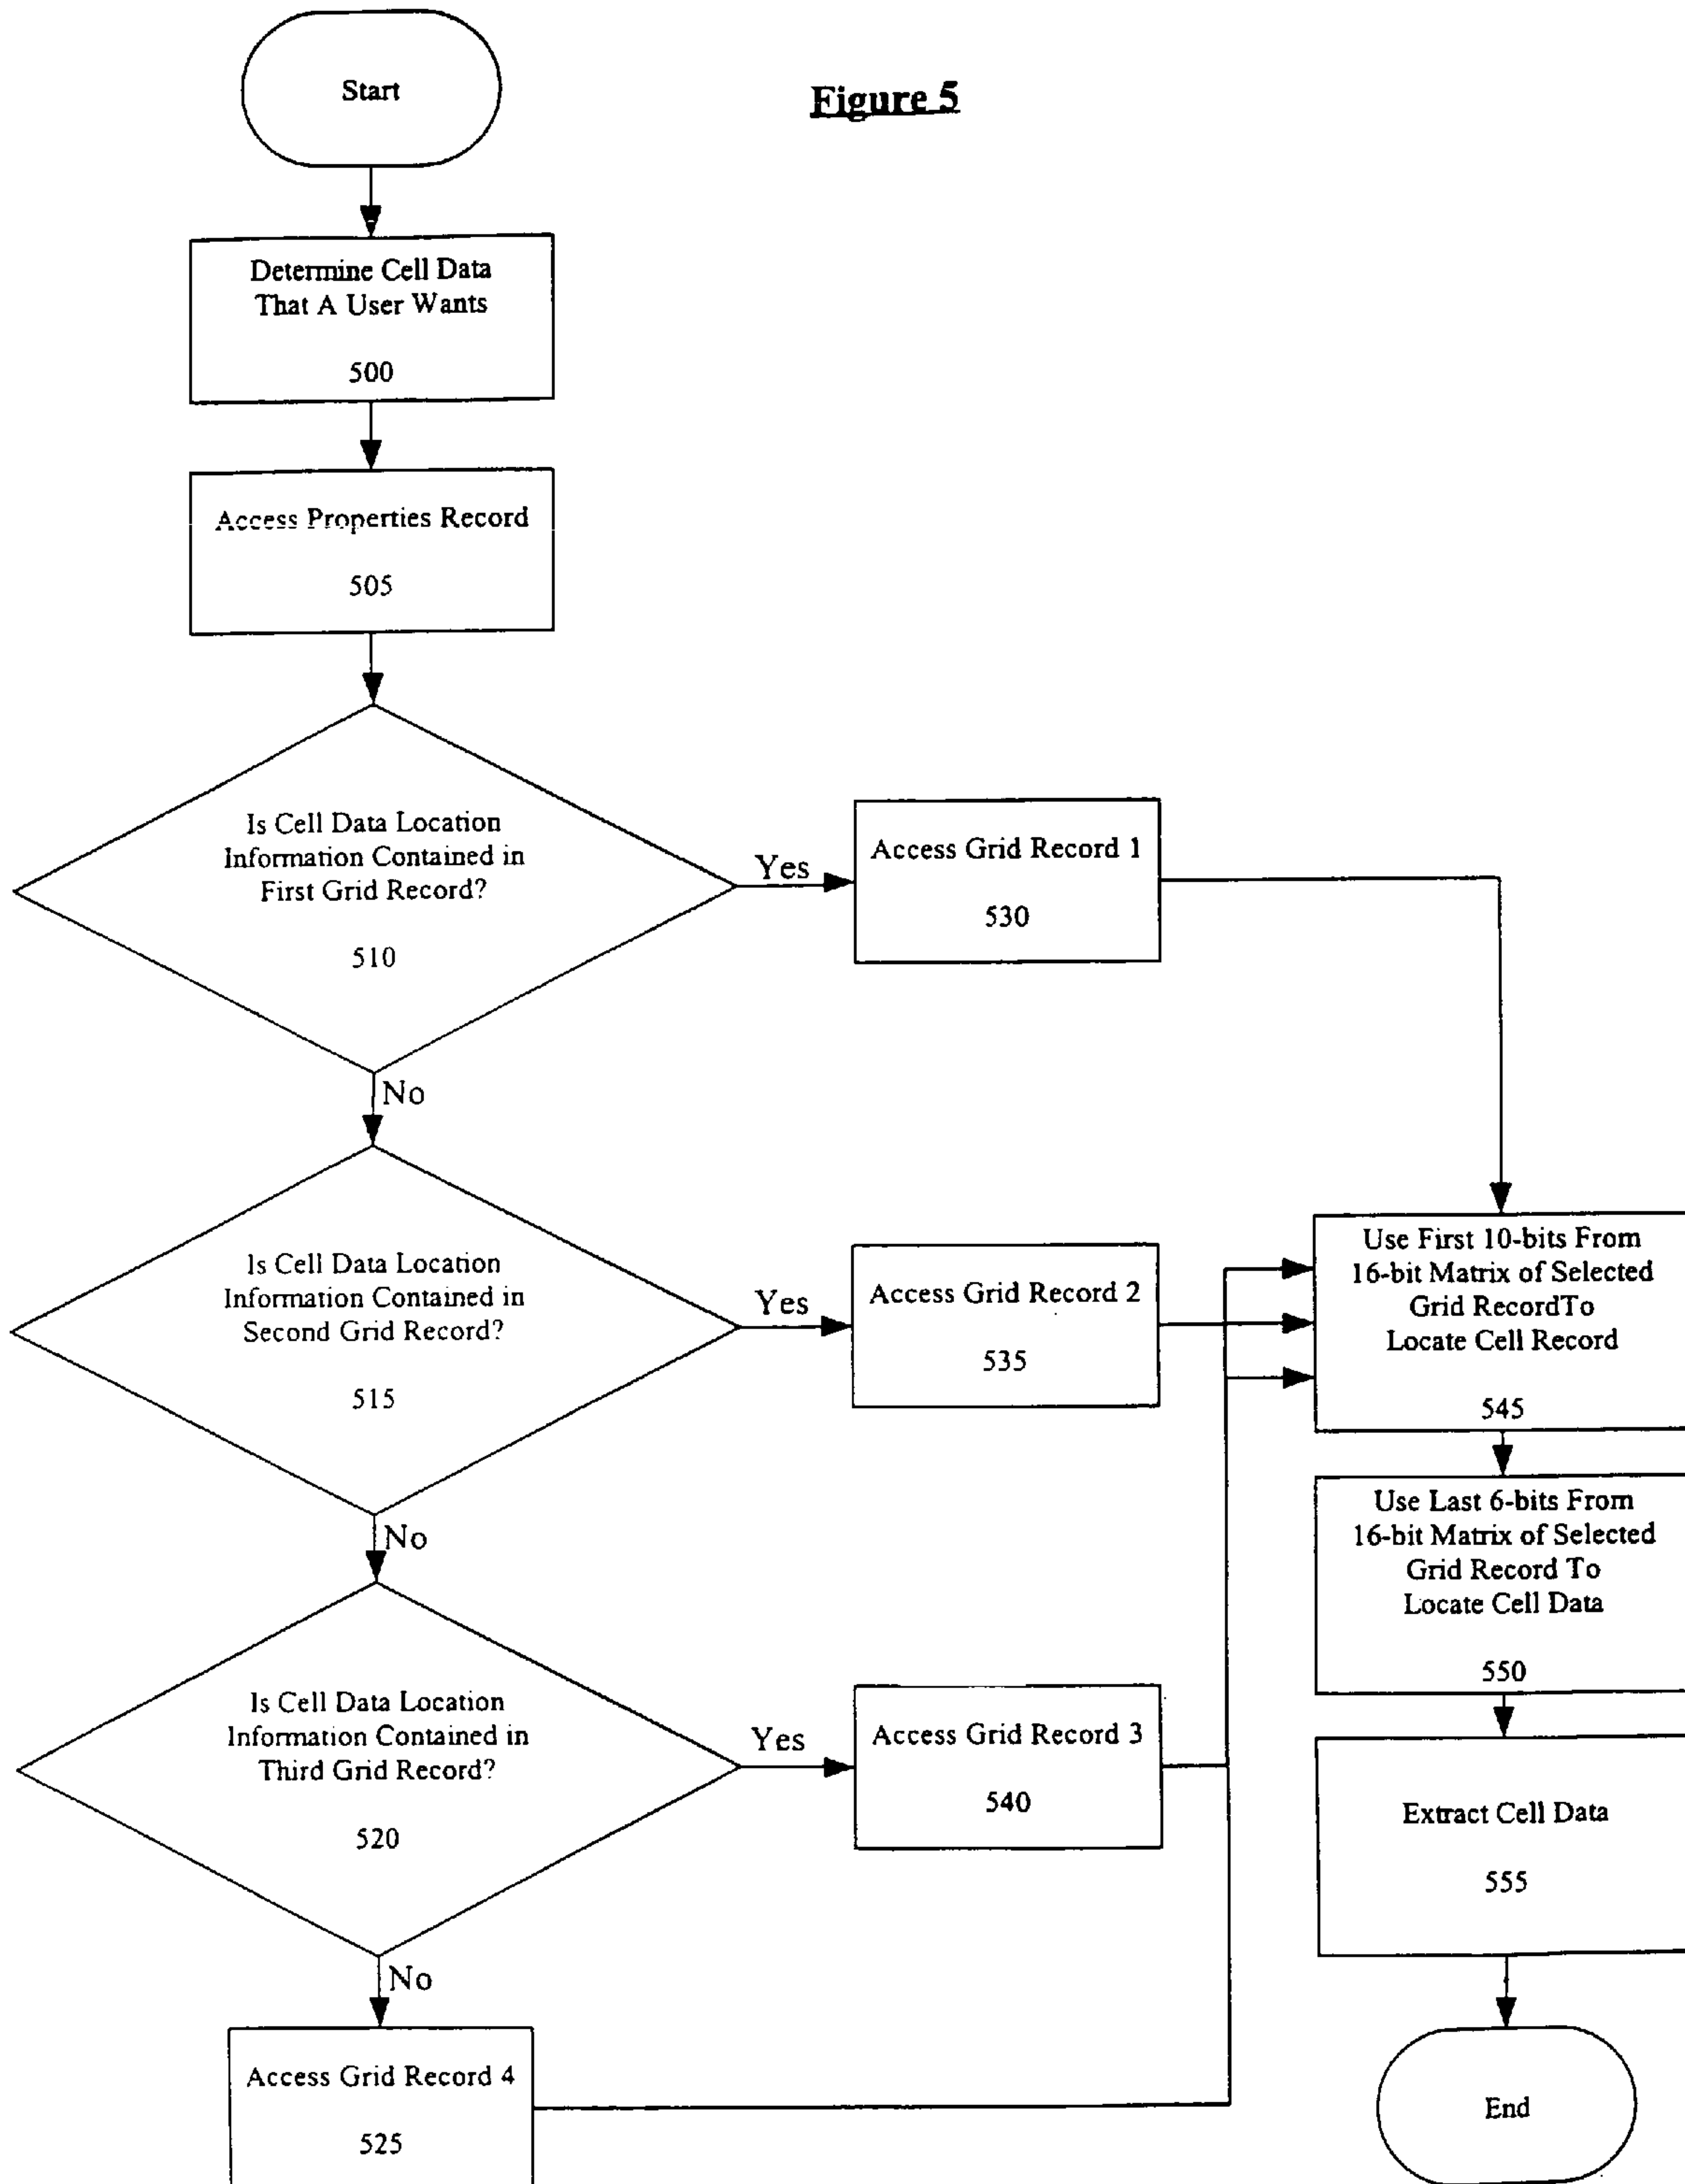 Start
Figure 5
Determine Cell Data
That A User Wants
500
Access Properties Record
505
Is Cell Data Location
Information Contained in
First Grid Record?
510
Yes
Access Grid Record 1
530
No
Is Cell Data Location
Information Contained in
Second Grid Record?
515
Yes
Access Grid Record 2
535
No
Is Cell Data Location
Information Contained in
Third Grid Record?
520
Yes
Access Grid Record 3
540
No
Access Grid Record 4
525
Use First 10-bits From
16-bit Matrix of Selected
Grid RecordTo
Locate Cell Record
545
Use Last 6-bits From
16-bit Matrix of Selected
Grid Record To
Locate Cell Data
550
Extract Cell Data
555
End